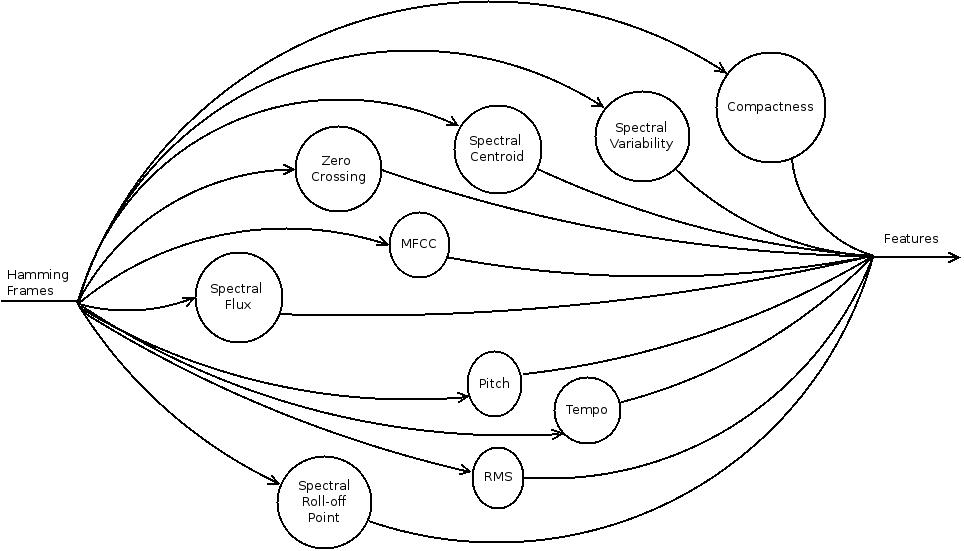 Compactness
Spectral
Variability
Spectral
Centroid
Zero
Crossing
MFCC
Features
Hamming
Frames
Spectral
Flux
Pitch
Tempo
RMS
Spectral
Roll-off
Point